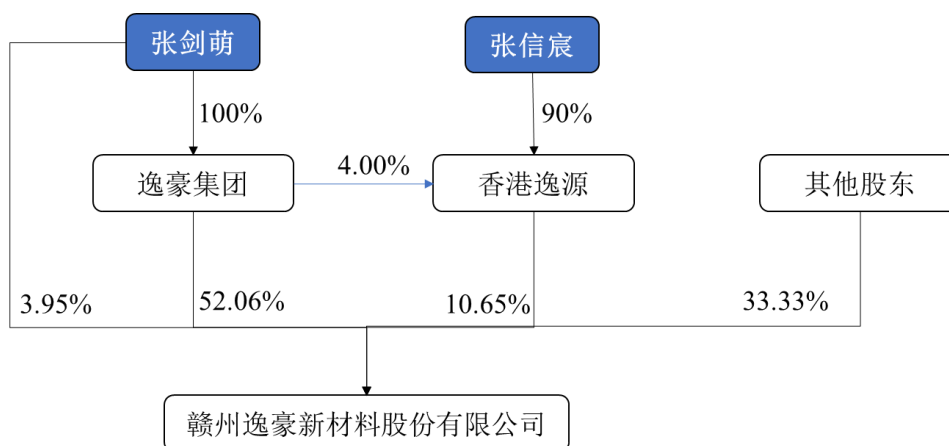 张剑萌
张信宸
100%
90%
逸豪集团
4.00%
香港逸源
其他股东
3.95%
52.06%
10.65%
33.33%
赣州逸豪新材料股份有限公司